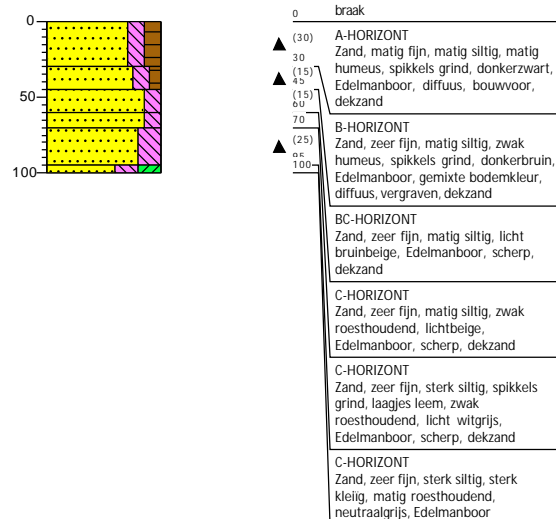 0
50
100
0
(30)
30
(15)
45
(15)
60
70
(25)
95
100
braak
A-HORIZONT
Zand, matig fijn, matig siltig, matig
humeus, spikkels grind, donkerzwart,
Edelmanboor, diffuus, bouwvoor,
dekzand
B-HORIZONT
Zand, zeer fijn, matig siltig, zwak
humeus, spikkels grind, donkerbruin,
Edelmanboor, gemixte bodemkleur,
diffuus, vergraven, dekzand
BC-HORIZONT
Zand, zeer fijn, matig siltig, licht
bruinbeige, Edelmanboor, scherp,
dekzand
C-HORIZONT
Zand, zeer fijn, matig siltig, zwak
roesthoudend, lichtbeige,
Edelmanboor, scherp, dekzand
C-HORIZONT
Zand, zeer fijn, sterk siltig, spikkels
grind, laagjes leem, zwak
roesthoudend, licht witgrijs,
Edelmanboor, scherp, dekzand
C-HORIZONT
Zand, zeer fijn, sterk siltig, sterk
kleiïg, matig roesthoudend,
neutraalgrijs, Edelmanboor